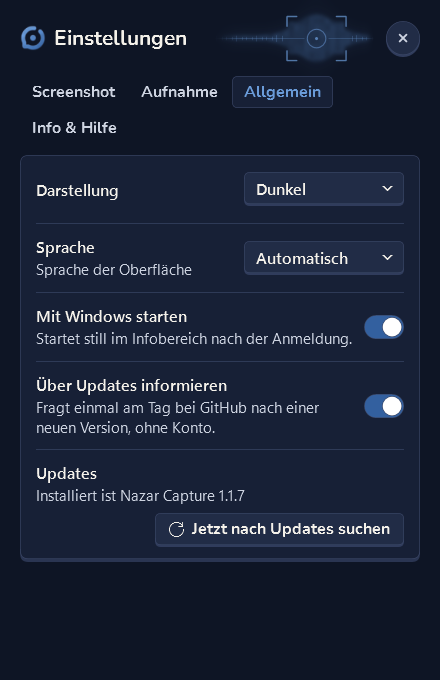 Einstellungen
Screenshot
Aufnahme
Allgemein
Info & Hilfe
Darstellung
Dunkel
Sprache
Sprache der Oberfläche
Automatisch
Mit Windows starten
Startet still im Infobereich nach der Anmeldung.
Über Updates informieren
Fragt einmal am Tag bei GitHub nach einer
neuen Version, ohne Konto.
Updates
Installiert ist Nazar Capture 1.1.7
Jetzt nach Updates suchen